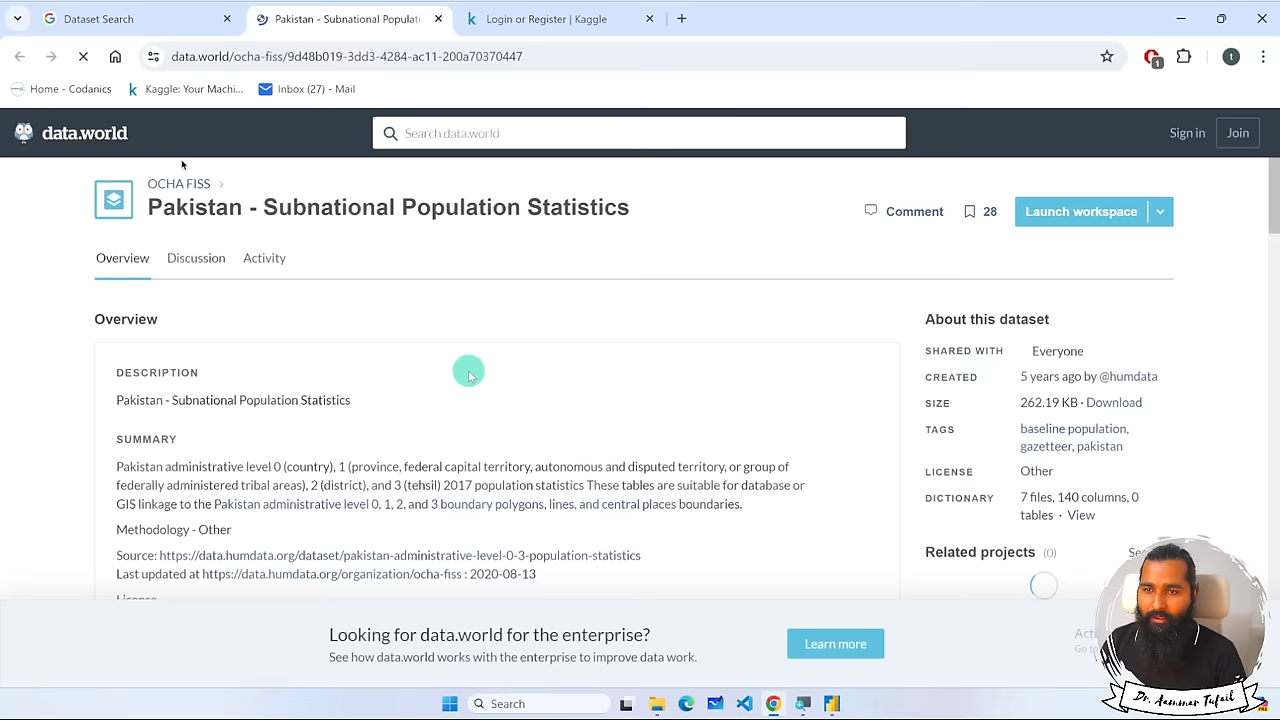 Dataset Search
Pakistan - Subnational Populati
Login or Register | Kaggle
data.world/ocha-fiss/9d48b019-3dd3-4284-ac11-200a70370447
1
t
Home - Codanics
Kaggle: Your Machi...
Inbox (27) - Mail
data.world
Search data.world
Sign in
Join
OCHA FISS
Pakistan - Subnational Population Statistics
Comment
28
Launch workspace
Overview
Discussion
Activity
Overview
DESCRIPTION
Pakistan - Subnational Population Statistics
SUMMARY
Pakistan administrative level 0 (country), 1 (province, federal capital territory, autonomous and disputed territory, or group of
federally administered tribal areas), 2 (district), and 3 (tehsil) 2017 population statistics These tables are suitable for database or
GIS linkage to the Pakistan administrative level 0, 1, 2, and 3 boundary polygons, lines, and central places boundaries.
Methodology - Other
Source: https://data.humdata.org/dataset/pakistan-administrative-level-0-3-population-statistics
Last updated at https://data.humdata.org/organization/ocha-fiss : 2020-08-13
License
About this dataset
SHARED WITH Everyone
CREATED 5 years ago by @humdata
SIZE 262.19 KB · Download
TAGS baseline population,
gazetteer, pakistan
LICENSE Other
DICTIONARY 7 files, 140 columns, 0
tables · View
Related projects (0)
Looking for data.world for the enterprise?
See how data.world works with the enterprise to improve data work.
Learn more
Search
Dr. Aammar Tufail